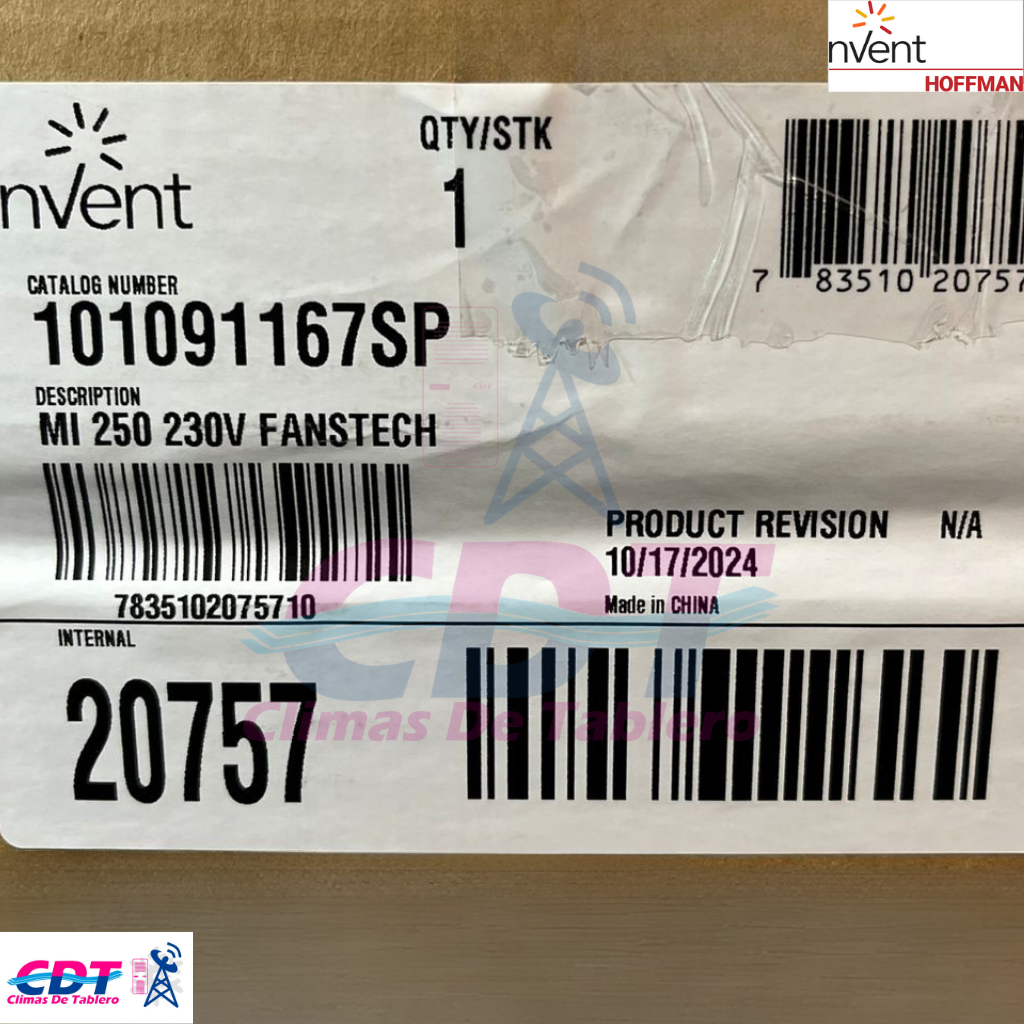 nvent
HOFFMAN
nvent
QTY/STK
1
7 83510 20757
CATALOG NUMBER
101091167SP
DESCRIPTION
MI 250 230V FANSTECH
7835102075710
PRODUCT REVISION N/A
10/17/2024
Made in CHINA
INTERNAL
20757
CDT
Climas De Tablero
CDT
Climas De Tablero